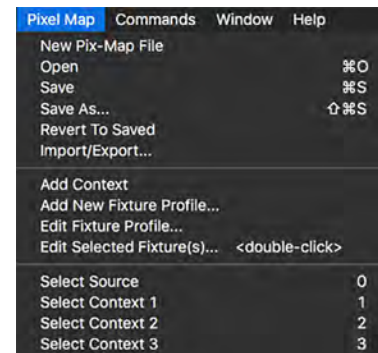 Pixel Map Commands Window Help
New Pix-Map File
Open ⌘O
Save ⌘S
Save As... ⇧⌘S
Revert To Saved
Import/Export...
Add Context
Add New Fixture Profile...
Edit Fixture Profile...
Edit Selected Fixture(s)... <double-click>
Select Source 0
Select Context 1 1
Select Context 2 2
Select Context 3 3